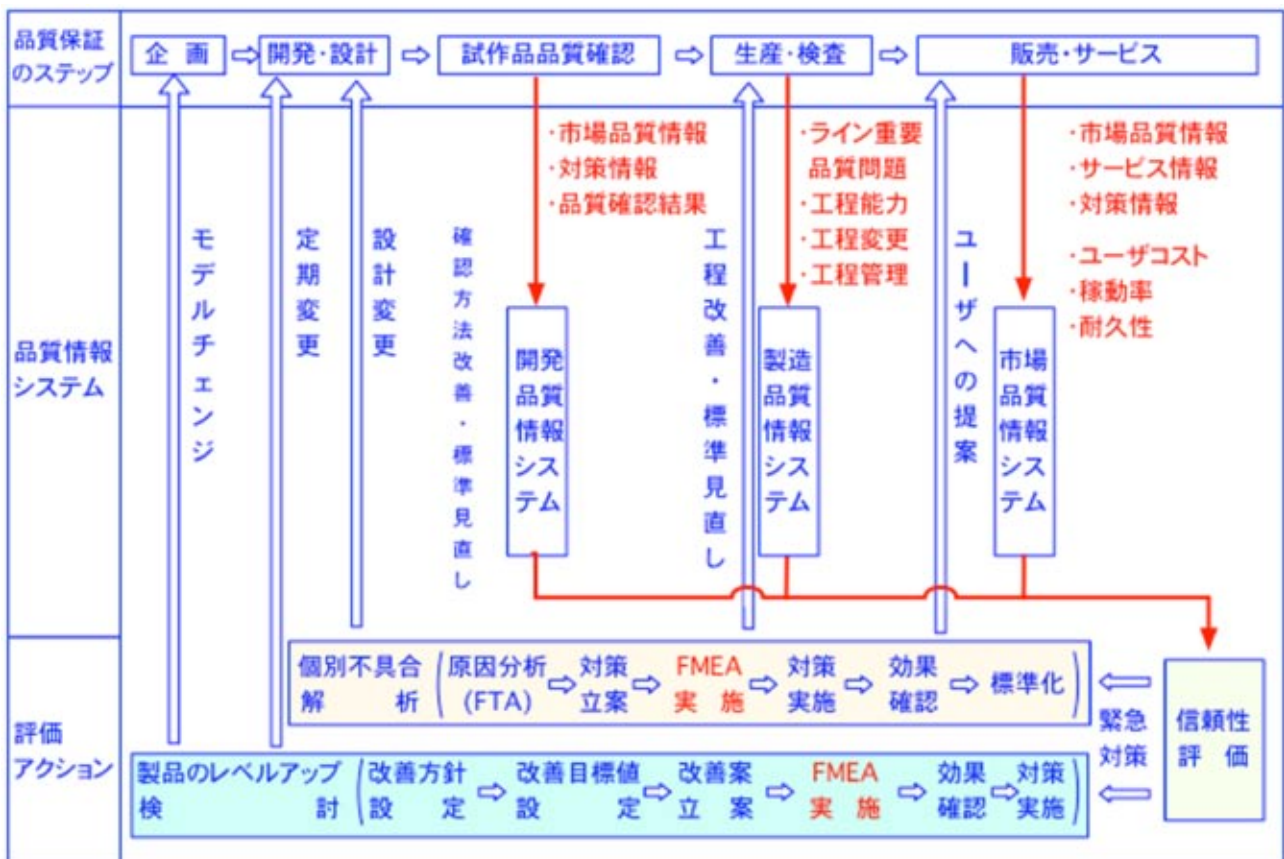 品質保証
のステップ
企画
開発・設計
試作品品質確認
生産・検査
販売・サービス
・市場品質情報
・対策情報
・品質確認結果
・ライン重要
品質問題
・工程能力
・工程変更
・工程管理
・市場品質情報
・サービス情報
・対策情報
・ユーザコスト
・稼動率
・耐久性
品質情報
システム
モデルチェンジ
定期変更
設計変更
確認方法改善・標準見直し
開発
品質
情報
シス
テム
工程改善・標準見直し
製造
品質
情報
シス
テム
ユーザへの提案
市場
品質
情報
シス
テム
評価
アクション
個別不具合
解析
原因分析
(FTA)
対策
立案
FMEA
実施
対策
実施
効果
確認
標準化
製品のレベルアップ
検討
改善方針
設定
改善目標値
設定
改善案
立案
FMEA
実施
効果
確認
対策
実施
緊急
対策
信頼性
評価